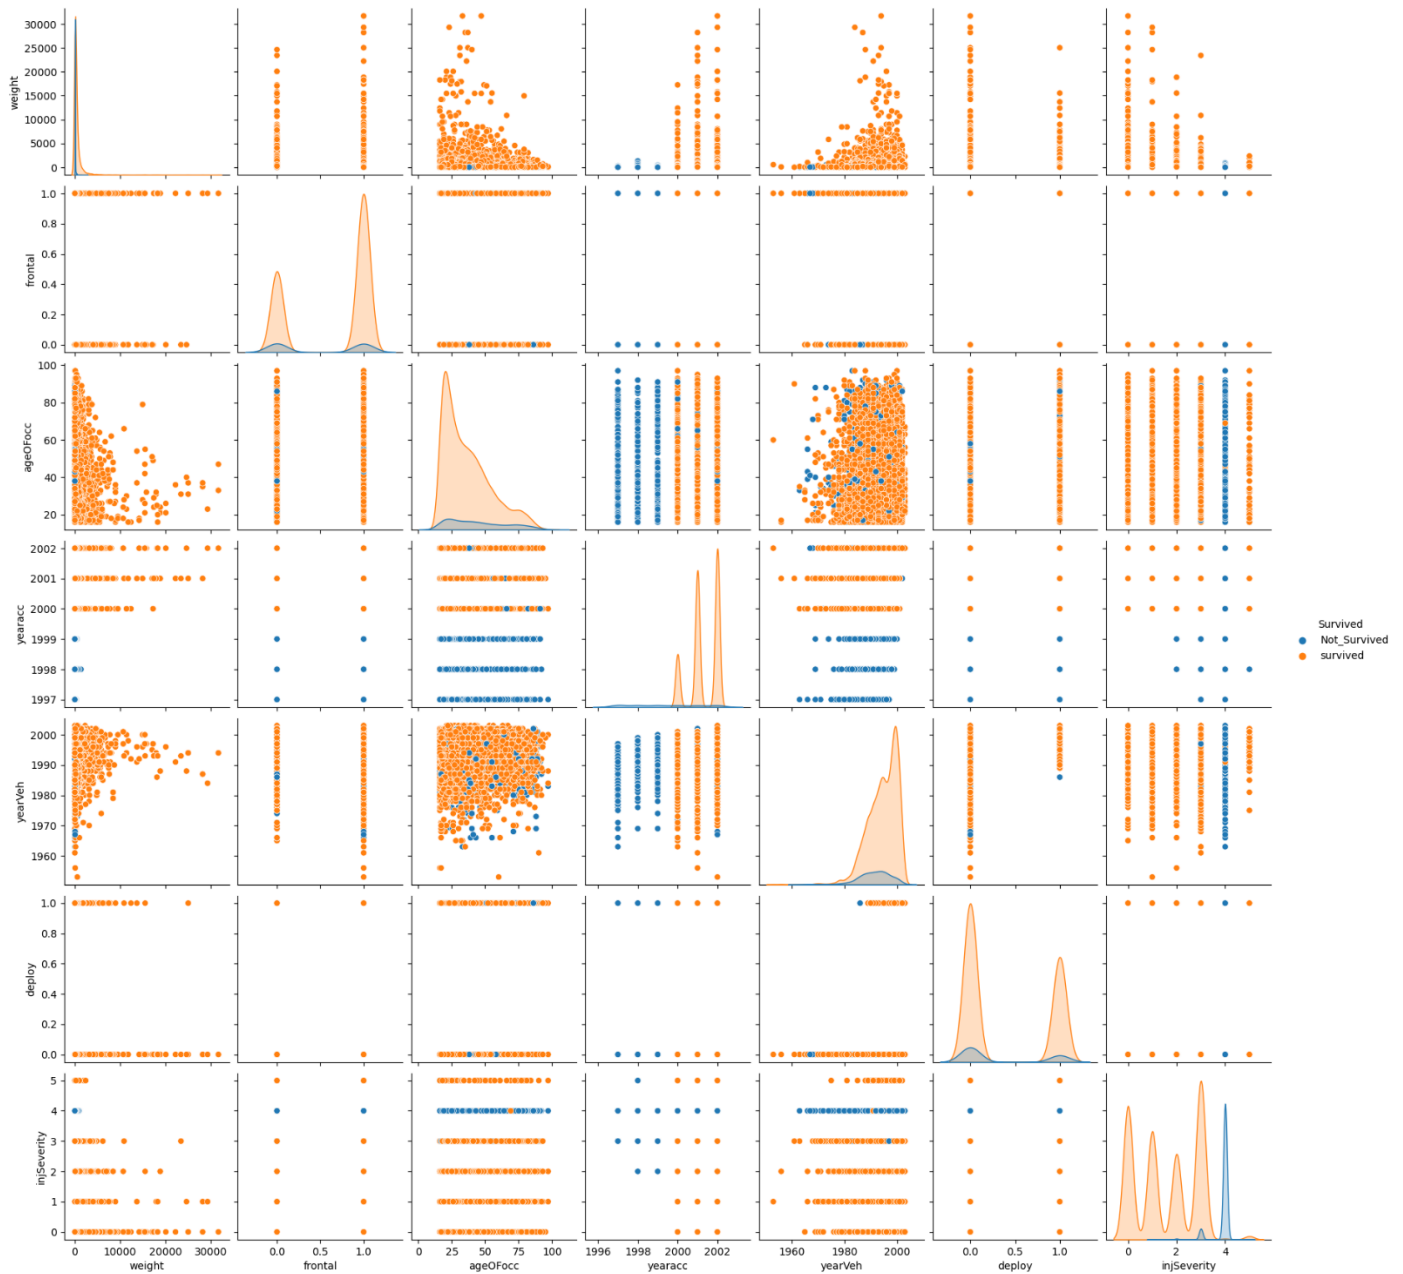 30000
25000
20000
15000
10000
5000
0
weight
1.0
0.8
0.6
0.4
0.2
0.0
frontal
100
80
60
40
20
ageOFocc
2002
2001
2000
1999
1998
1997
yearacc
Survived
Not_Survived
survived
2000
1990
1980
1970
1960
yearVeh
1.0
0.8
0.6
0.4
0.2
0.0
deploy
5
4
3
2
1
0
injSeverity
0 10000 20000 30000
0.0 0.5 1.0
0 25 50 75 100
1996 1998 2000 2002
1960 1980 2000
0.0 0.5 1.0
0 2 4
weight frontal ageOFocc yearacc yearVeh deploy injSeverity